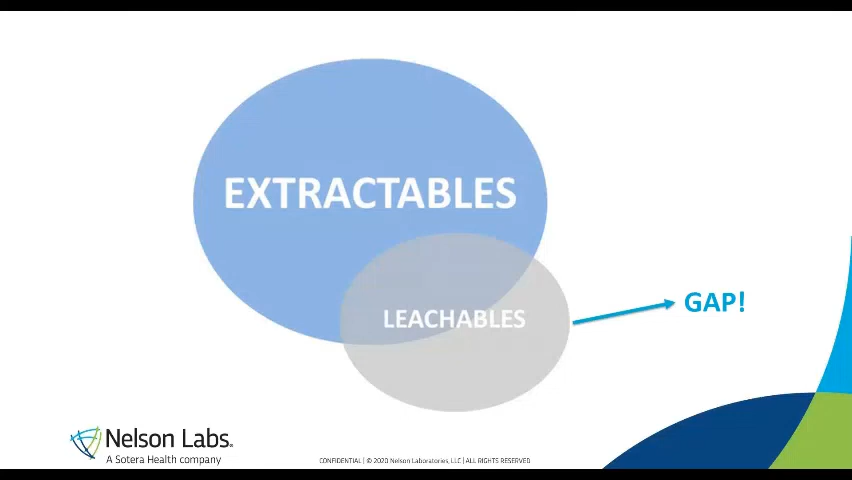 EXTRACTABLES
LEACHABLES
GAP!
Nelson Labs.
A Sotera Health company
CONFIDENTIAL | © 2020 Nelson Laboratories, LLC | ALL RIGHTS RESERVED